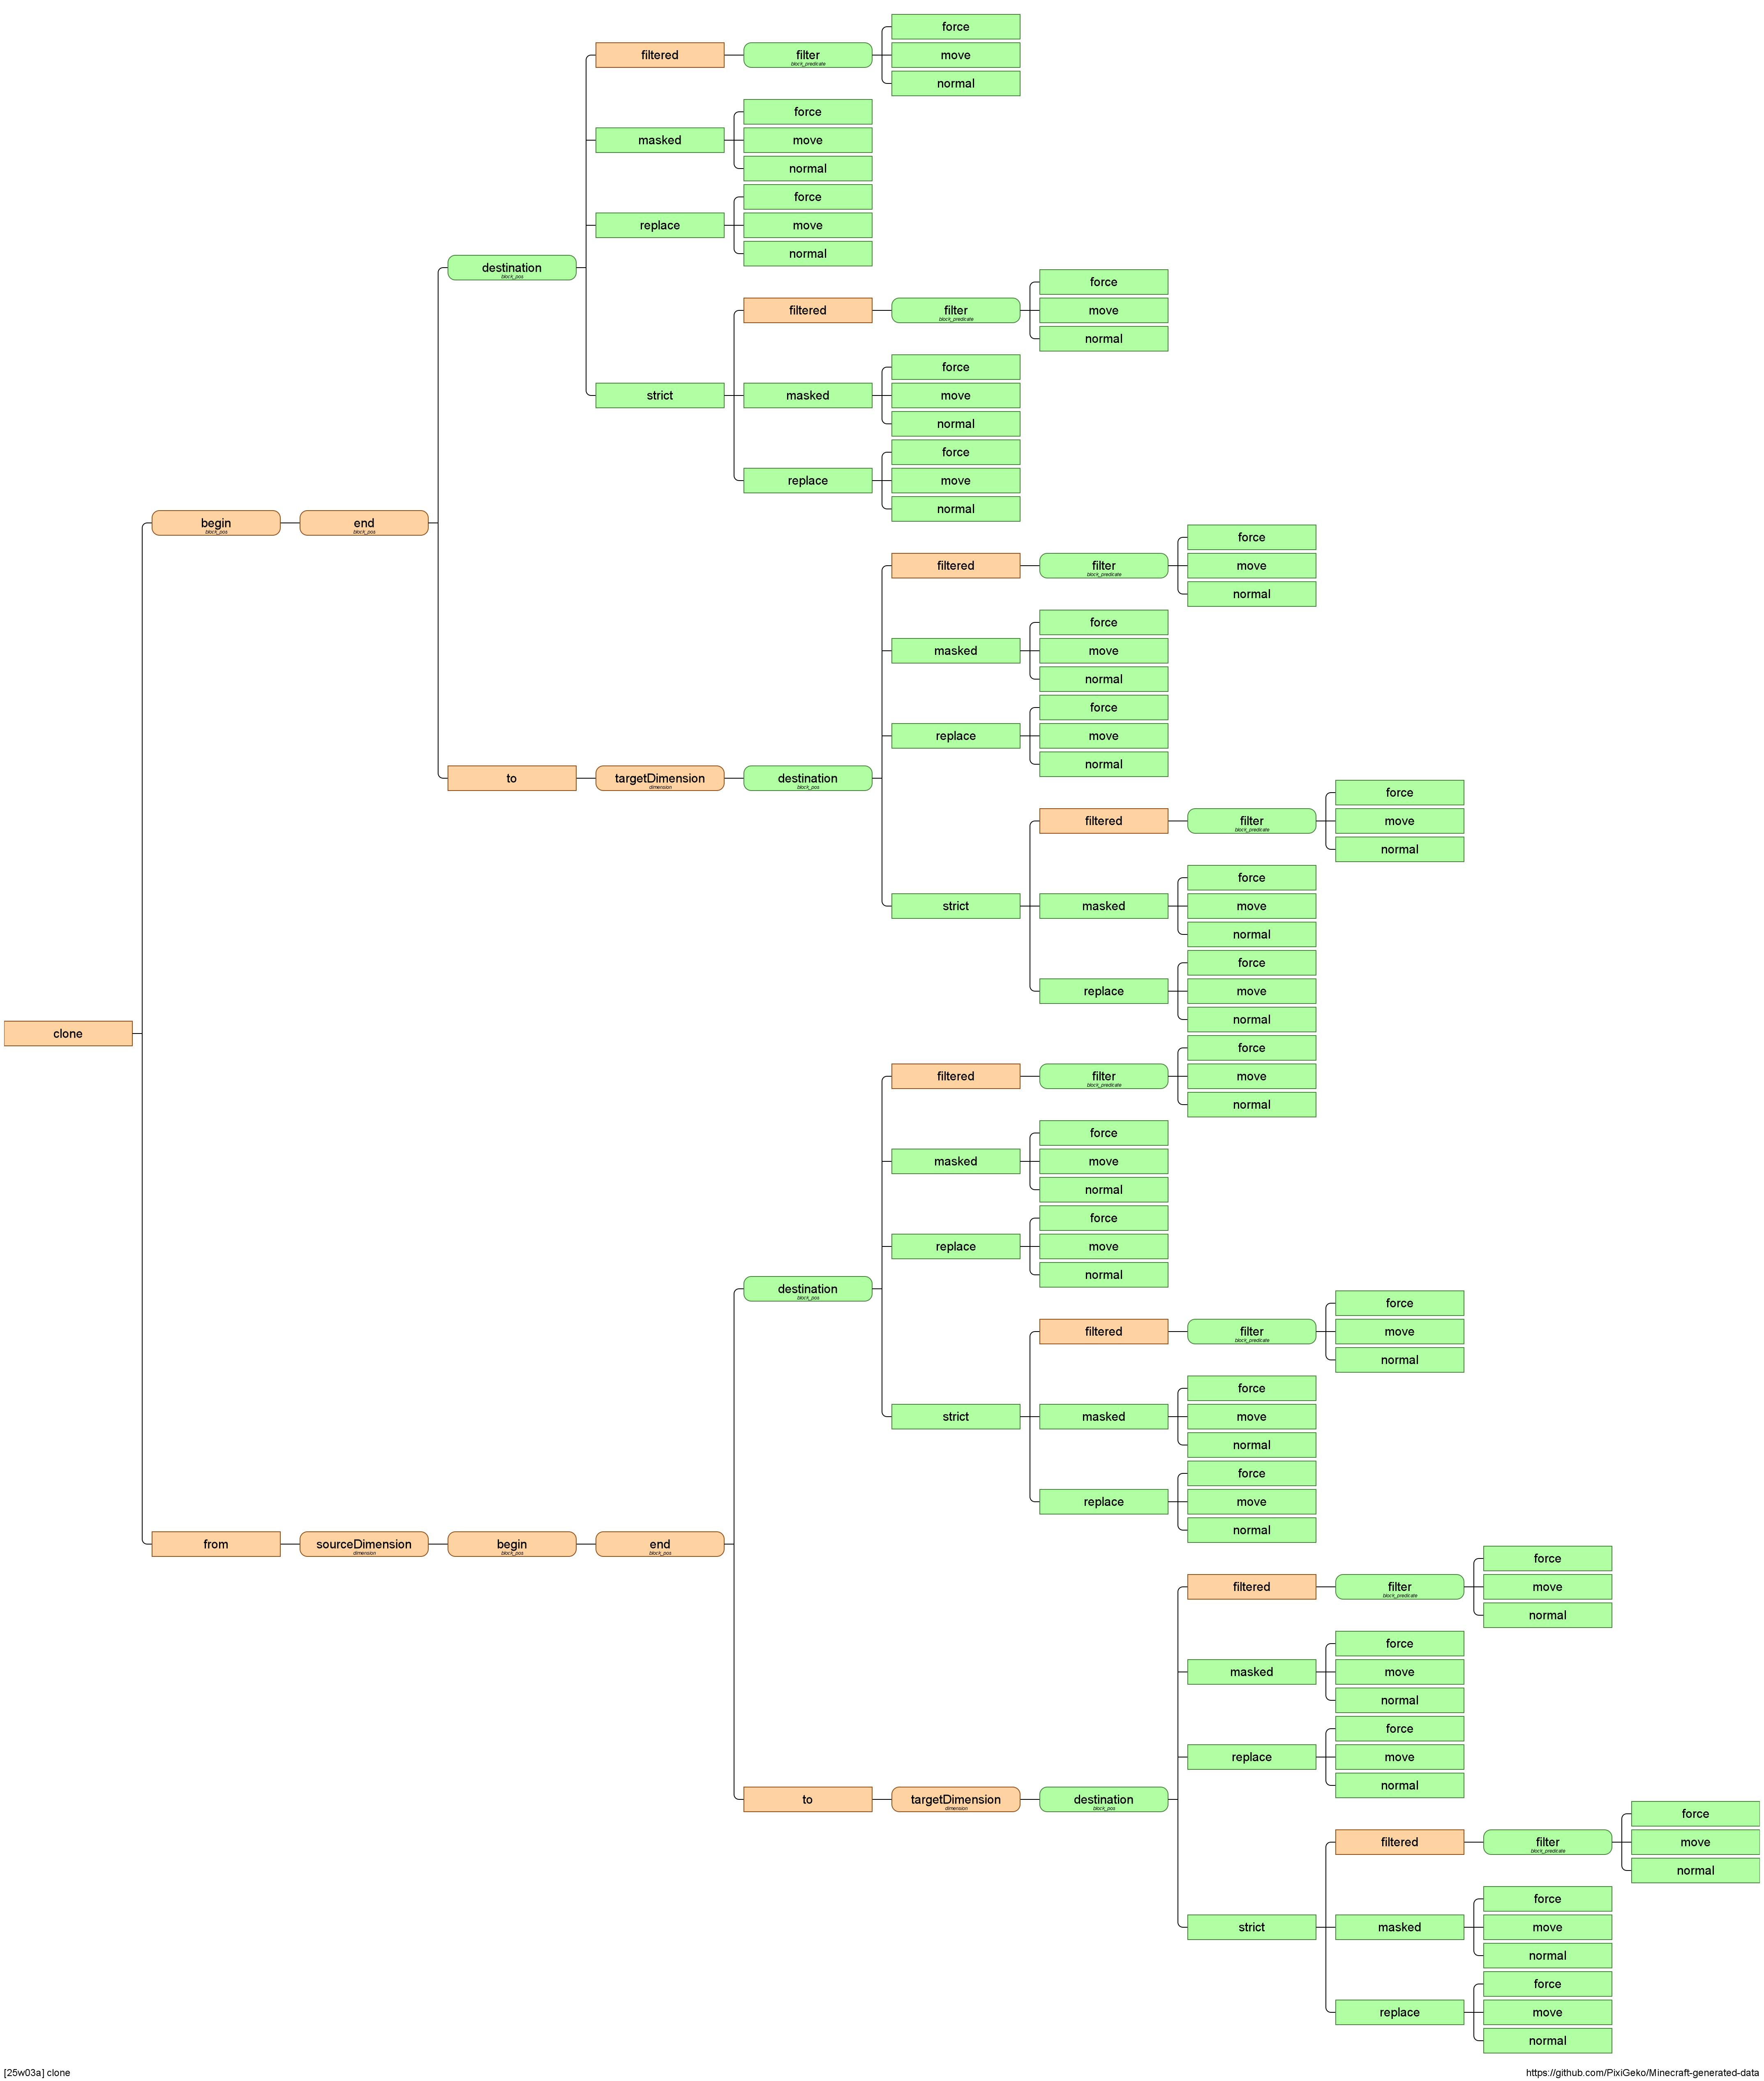 clone
begin
block_pos
end
block_pos
destination
block_pos
filtered
filter
block_predicate
force
move
normal
masked
force
move
normal
replace
force
move
normal
strict
filtered
filter
block_predicate
force
move
normal
masked
force
move
normal
replace
force
move
normal
to
targetDimension
dimension
destination
block_pos
filtered
filter
block_predicate
force
move
normal
masked
force
move
normal
replace
force
move
normal
strict
filtered
filter
block_predicate
force
move
normal
masked
force
move
normal
replace
force
move
normal
from
sourceDimension
dimension
begin
block_pos
end
block_pos
destination
block_pos
filtered
filter
block_predicate
force
move
normal
masked
force
move
normal
replace
force
move
normal
strict
filtered
filter
block_predicate
force
move
normal
masked
force
move
normal
replace
force
move
normal
to
targetDimension
dimension
destination
block_pos
filtered
filter
block_predicate
force
move
normal
masked
force
move
normal
replace
force
move
normal
strict
filtered
filter
block_predicate
force
move
normal
masked
force
move
normal
replace
force
move
normal
[25w03a] clone
https://github.com/PixiGeko/Minecraft-generated-data